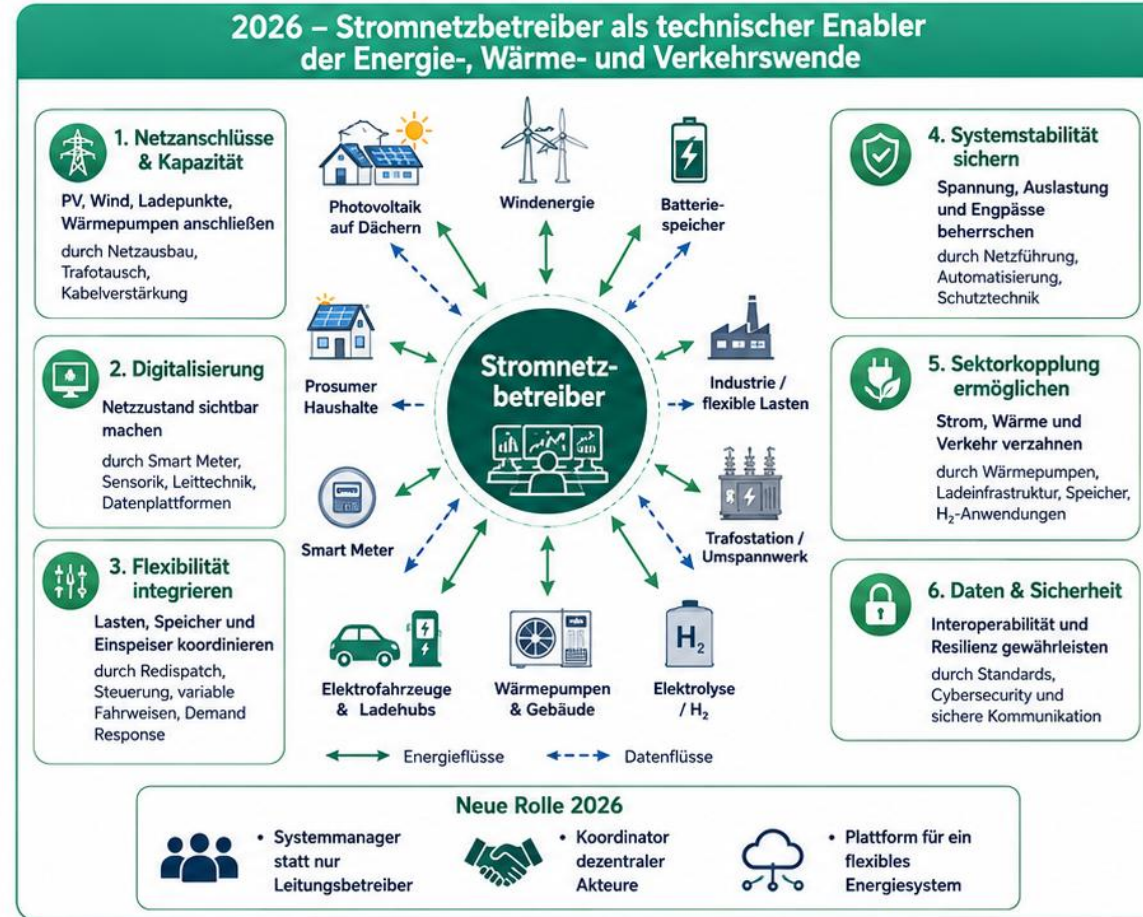 2026 – Stromnetzbetreiber als technischer Enabler
der Energie-, Wärme- und Verkehrswende
1. Netzanschlüsse
& Kapazität
PV, Wind, Ladepunkte,
Wärmepumpen anschließen
durch Netzausbau,
Trafotausch,
Kabelverstärkung
2. Digitalisierung
Netzzustand sichtbar
machen
durch Smart Meter,
Sensorik, Leittechnik,
Datenplattformen
3. Flexibilität
integrieren
Lasten, Speicher und
Einspeiser koordinieren
durch Redispatch,
Steuerung, variable
Fahrweisen, Demand
Response
Photovoltaik
auf Dächern
Windenergie
Batterie-
speicher
Prosumer
Haushalte
Stromnetz-
betreiber
Industrie /
flexible Lasten
Smart Meter
Trafostation /
Umspannwerk
Elektrofahrzeuge
& Ladehubs
Wärmepumpen
& Gebäude
H₂
Elektrolyse
/ H₂
Energieflüsse
Datenflüsse
4. Systemstabilität
sichern
Spannung, Auslastung
und Engpässe
beherrschen
durch Netzführung,
Automatisierung,
Schutztechnik
5. Sektorkopplung
ermöglichen
Strom, Wärme und
Verkehr verzahnen
durch Wärmepumpen,
Ladeinfrastruktur, Speicher,
H₂-Anwendungen
6. Daten & Sicherheit
Interoperabilität und
Resilienz gewährleisten
durch Standards,
Cybersecurity und
sichere Kommunikation
Neue Rolle 2026
• Systemmanager
statt nur
Leitungsbetreiber
• Koordinator
dezentraler
Akteure
• Plattform für ein
flexibles
Energiesystem